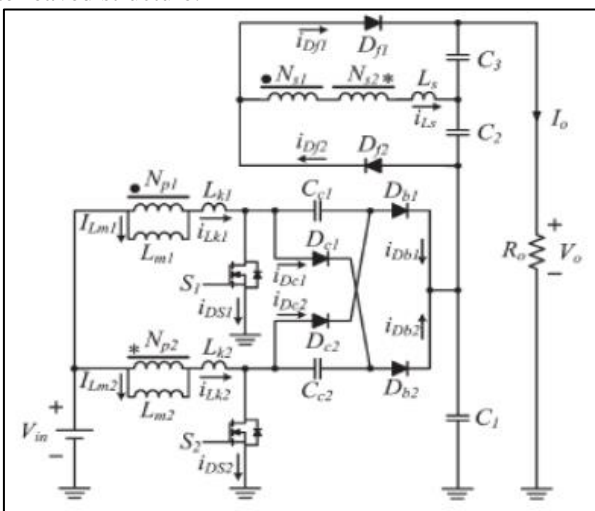 i_Df1
D_f1
N_s1
N_s2*
L_s
C_3
i_Ls
C_2
I_o
i_Df2
D_f2
N_p1
L_k1
C_c1
D_b1
I_Lm1
L_m1
i_Lk1
D_c1
i_Dc1
i_Db1
R_o
V_o
+
−
S_1
i_DS1
i_Dc2
D_c2
i_Db2
*
N_p2
L_k2
I_Lm2
L_m2
i_Lk2
C_c2
D_b2
C_1
V_in
+
−
S_2
i_DS2